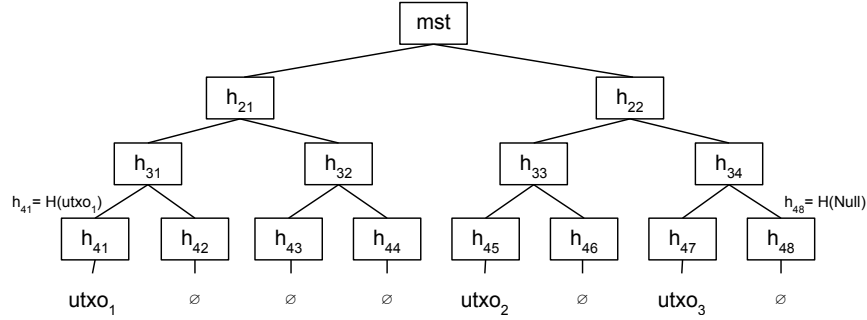 mst
h₂₁ h₂₂
h₃₁ h₃₂ h₃₃ h₃₄
h₄₁= H(utxo₁) h₄₈= H(Null)
h₄₁ h₄₂ h₄₃ h₄₄ h₄₅ h₄₆ h₄₇ h₄₈
utxo₁ ∅ ∅ ∅ utxo₂ ∅ utxo₃ ∅